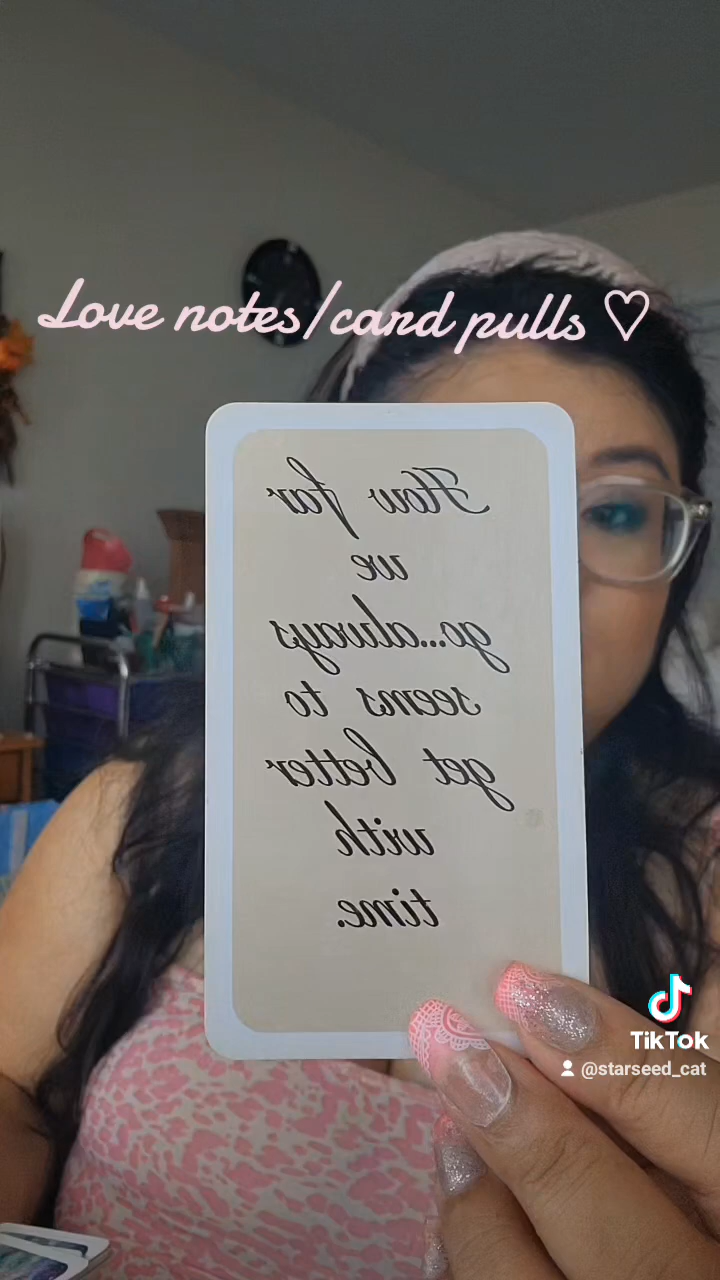 Love notes/card pulls ♡
How far
we
go...always
seems to
get better
with
time.
TikTok
@starseed_cat